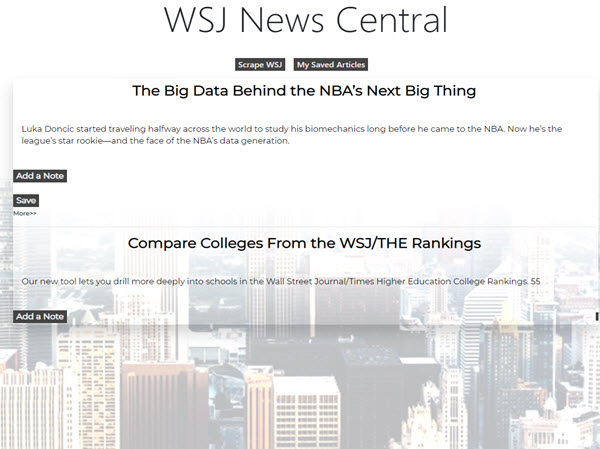 WSJ News Central
Scrape WSJ My Saved Articles
The Big Data Behind the NBA's Next Big Thing
Luka Doncic started traveling halfway across the world to study his biomechanics long before he came to the NBA. Now he's the
league's star rookie—and the face of the NBA's data generation.
Add a Note
Save
More>>
Compare Colleges From the WSJ/THE Rankings
Our new tool lets you drill more deeply into schools in the Wall Street Journal/Times Higher Education College Rankings. 55
Add a Note